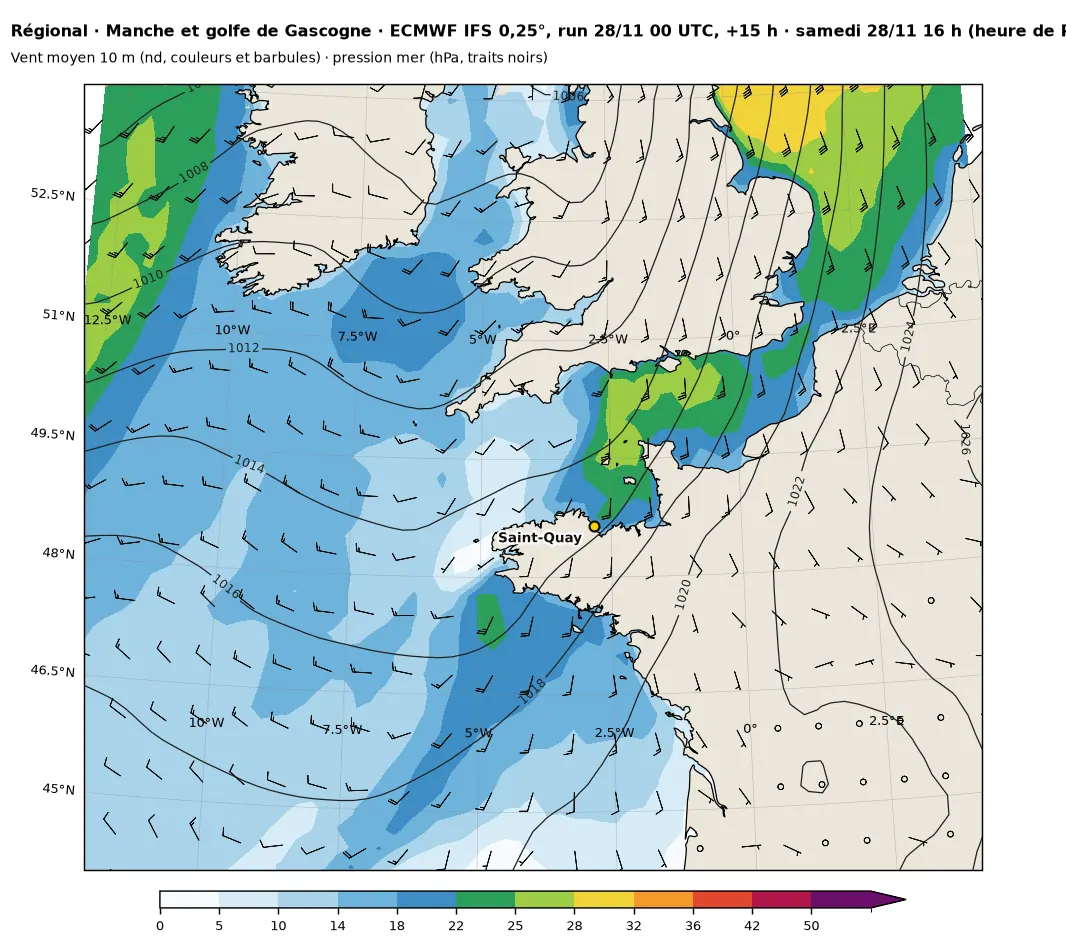 Régional · Manche et golfe de Gascogne · ECMWF IFS 0,25°, run 28/11 00 UTC, +15 h · samedi 28/11 16 h (heure de
Vent moyen 10 m (nd, couleurs et barbules) · pression mer (hPa, traits noirs)
1006
1008
52.5°N
1010
51°N
12.5°W
10°W
7.5°W
5°W
2.5°W
0°
2.5°E
1024
1012
49.5°N
1026
1014
1022
Saint-Quay
48°N
1016
1020
46.5°N
1018
10°W
7.5°W
5°W
2.5°W
0°
2.5°E
45°N
0 5 10 14 18 22 25 28 32 36 42 50